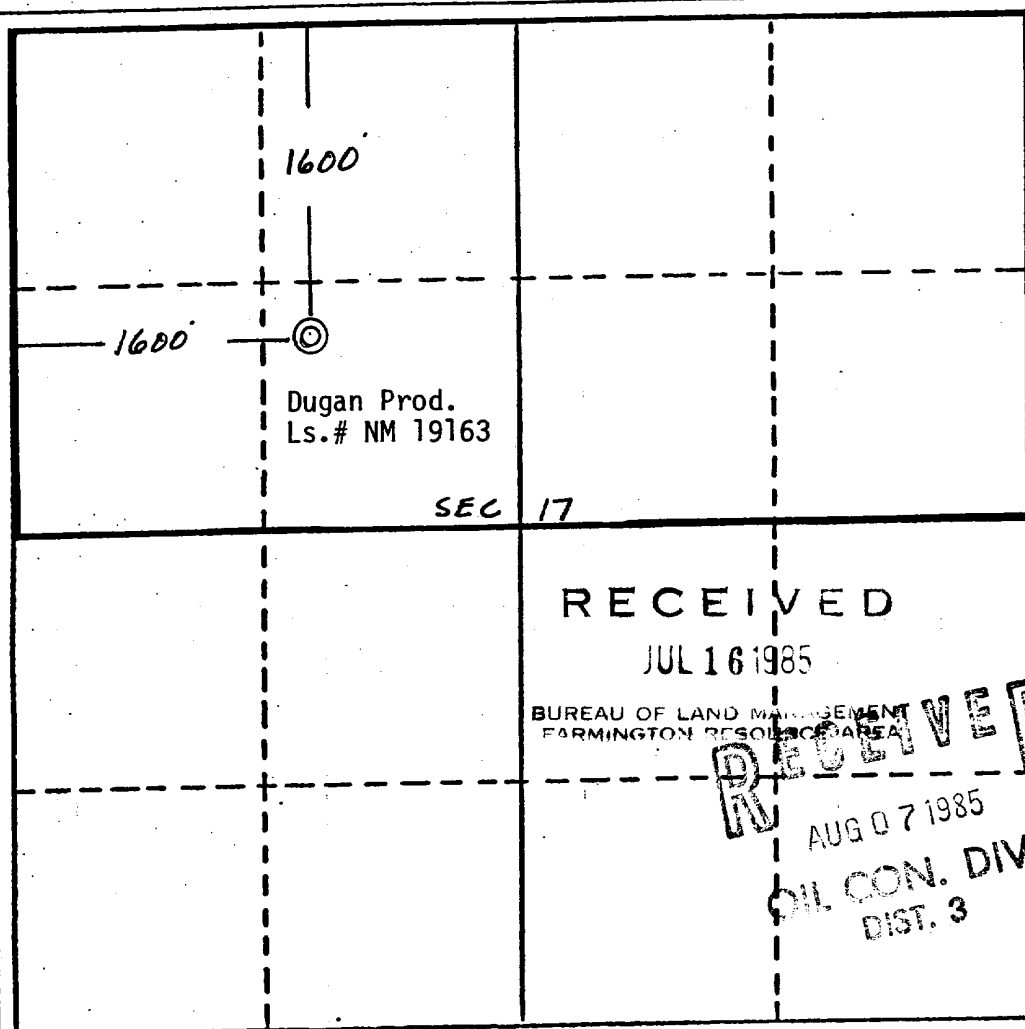 1600'
1600'
Dugan Prod.
Ls.# NM 19163
SEC 17
RECEIVED
JUL 16 1985
BUREAU OF LAND MANAGEMENT
FARMINGTON RESOURCE AREA
RECEIVE
AUG 07 1985
OIL CON. DIV
DIST. 3